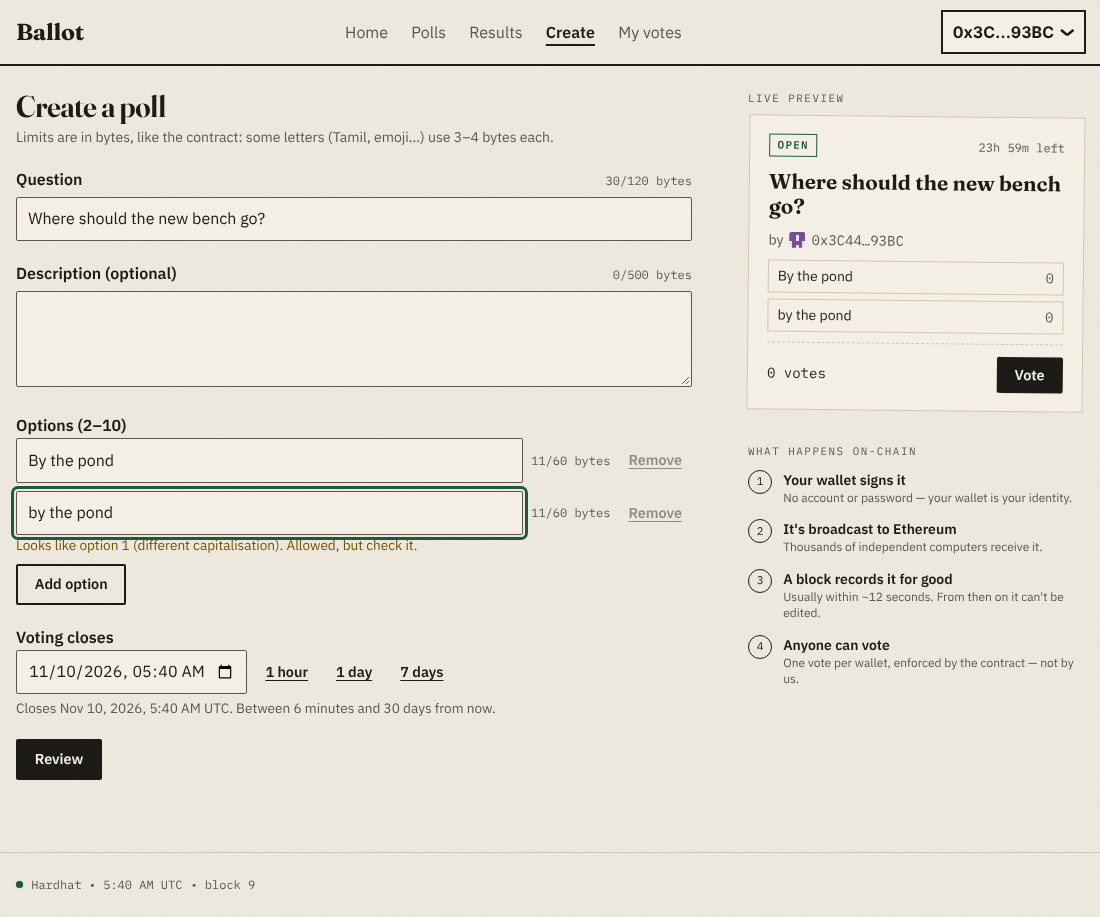 Ballot
Home Polls Results Create My votes
0x3C...93BC
Create a poll
Limits are in bytes, like the contract: some letters (Tamil, emoji…) use 3–4 bytes each.
Question 30/120 bytes
Where should the new bench go?
Description (optional) 0/500 bytes
Options (2–10)
By the pond 11/60 bytes Remove
by the pond 11/60 bytes Remove
Looks like option 1 (different capitalisation). Allowed, but check it.
Add option
Voting closes
11/10/2026, 05:40 AM 1 hour 1 day 7 days
Closes Nov 10, 2026, 5:40 AM UTC. Between 6 minutes and 30 days from now.
Review
LIVE PREVIEW
OPEN 23h 59m left
Where should the new bench
go?
by 0x3C44…93BC
By the pond 0
by the pond 0
0 votes Vote
WHAT HAPPENS ON-CHAIN
1 Your wallet signs it
No account or password — your wallet is your identity.
2 It's broadcast to Ethereum
Thousands of independent computers receive it.
3 A block records it for good
Usually within ~12 seconds. From then on it can't be
edited.
4 Anyone can vote
One vote per wallet, enforced by the contract — not by
us.
Hardhat • 5:40 AM UTC • block 9